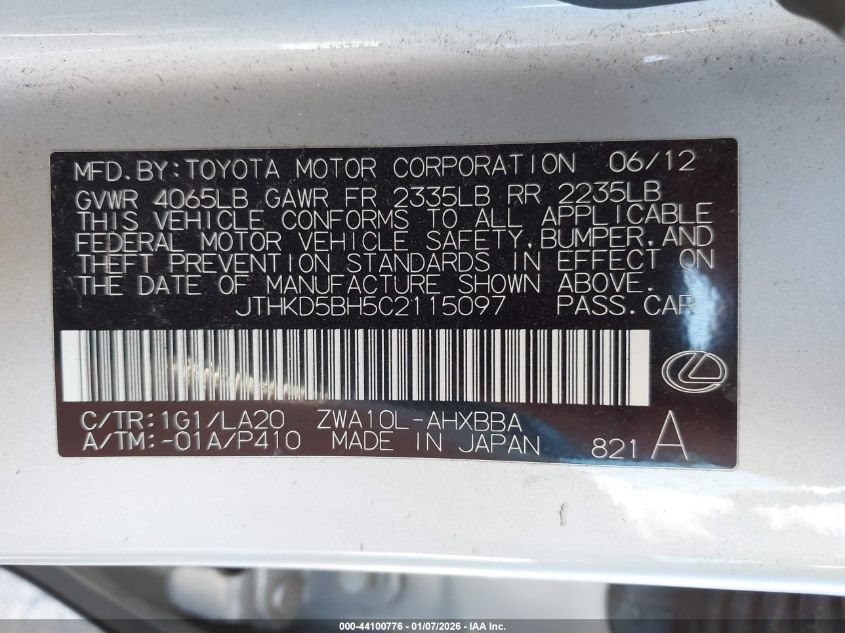 MFD.BY:TOYOTA MOTOR CORPORATION 06/12
GVWR 4065LB GAWR FR 2335LB RR 2235LB
THIS VEHICLE CONFORMS TO ALL APPLICABLE
FEDERAL MOTOR VEHICLE SAFETY,BUMPER,AND
THEFT PREVENTION STANDARDS IN EFFECT ON
THE DATE OF MANUFACTURE SHOWN ABOVE.
JTHKD5BH5C2115097 PASS.CAR
C/TR:1G1/LA20 ZWA10L-AHXBBA
A/TM:-01A/P410 MADE IN JAPAN 821 A
000-44100776 - 01/07/2026 - IAA Inc.